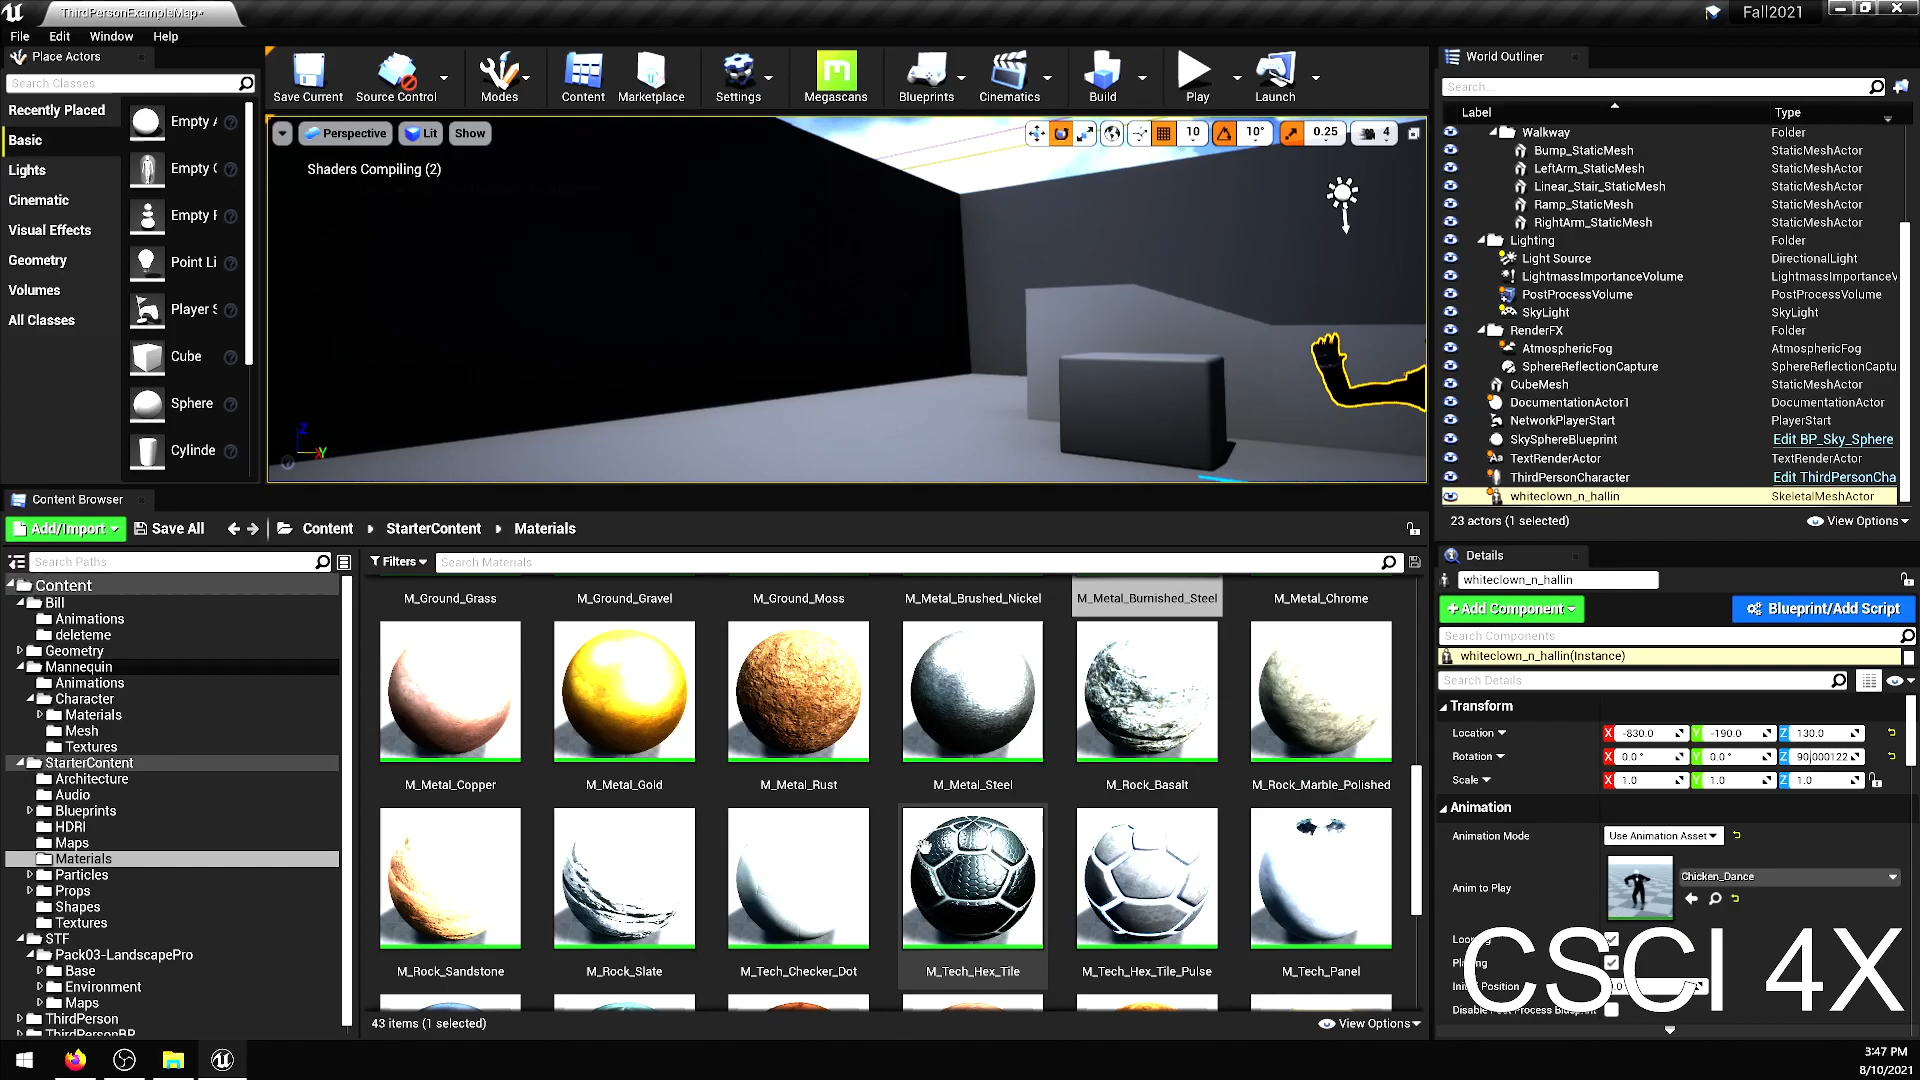 ThirdPersonExampleMap*
Fall2021
File Edit Window Help
Place Actors
Search Classes
Recently Placed
Basic
Lights
Cinematic
Visual Effects
Geometry
Volumes
All Classes
Empty A
Empty C
Empty P
Point Li
Player S
Cube
Sphere
Cylinde
Save Current
Source Control
Modes
Content
Marketplace
Settings
Megascans
Blueprints
Cinematics
Build
Play
Launch
Perspective Lit Show
10 10° 0.25 4
Shaders Compiling (2)
Z
Y
World Outliner
Search...
Label Type
Walkway Folder
Bump_StaticMesh StaticMeshActor
LeftArm_StaticMesh StaticMeshActor
Linear_Stair_StaticMesh StaticMeshActor
Ramp_StaticMesh StaticMeshActor
RightArm_StaticMesh StaticMeshActor
Lighting Folder
Light Source DirectionalLight
LightmassImportanceVolume LightmassImportanceV
PostProcessVolume PostProcessVolume
SkyLight SkyLight
RenderFX Folder
AtmosphericFog AtmosphericFog
SphereReflectionCapture SphereReflectionCaptu
CubeMesh StaticMeshActor
DocumentationActor1 DocumentationActor
NetworkPlayerStart PlayerStart
SkySphereBlueprint Edit BP_Sky_Sphere
TextRenderActor TextRenderActor
ThirdPersonCharacter Edit ThirdPersonCha
whiteclown_n_hallin SkeletalMeshActor
23 actors (1 selected) View Options
Content Browser
Add/Import Save All Content StarterContent Materials
Search Paths
Content
Bill
Animations
deleteme
Geometry
Mannequin
Animations
Character
Materials
Mesh
Textures
StarterContent
Architecture
Audio
Blueprints
HDRI
Maps
Materials
Particles
Props
Shapes
Textures
STF
Pack03-LandscapePro
Base
Environment
Maps
ThirdPerson
ThirdPersonBP
Filters Search Materials
M_Ground_Grass M_Ground_Gravel M_Ground_Moss M_Metal_Brushed_Nickel M_Metal_Burnished_Steel M_Metal_Chrome
M_Metal_Copper M_Metal_Gold M_Metal_Rust M_Metal_Steel M_Rock_Basalt M_Rock_Marble_Polished
M_Rock_Sandstone M_Rock_Slate M_Tech_Checker_Dot M_Tech_Hex_Tile M_Tech_Hex_Tile_Pulse M_Tech_Panel
43 items (1 selected) View Options
Details
whiteclown_n_hallin
+Add Component Blueprint/Add Script
Search Components
whiteclown_n_hallin(Instance)
Search Details
Transform
Location X -830.0 Y -190.0 Z 130.0
Rotation X 0.0° Y 0.0° Z 90.000122
Scale X 1.0 Y 1.0 Z 1.0
Animation
Animation Mode Use Animation Asset
Anim to Play Chicken_Dance
Disable Post Process Blueprint
CSCI 4X
3:47 PM
8/10/2021